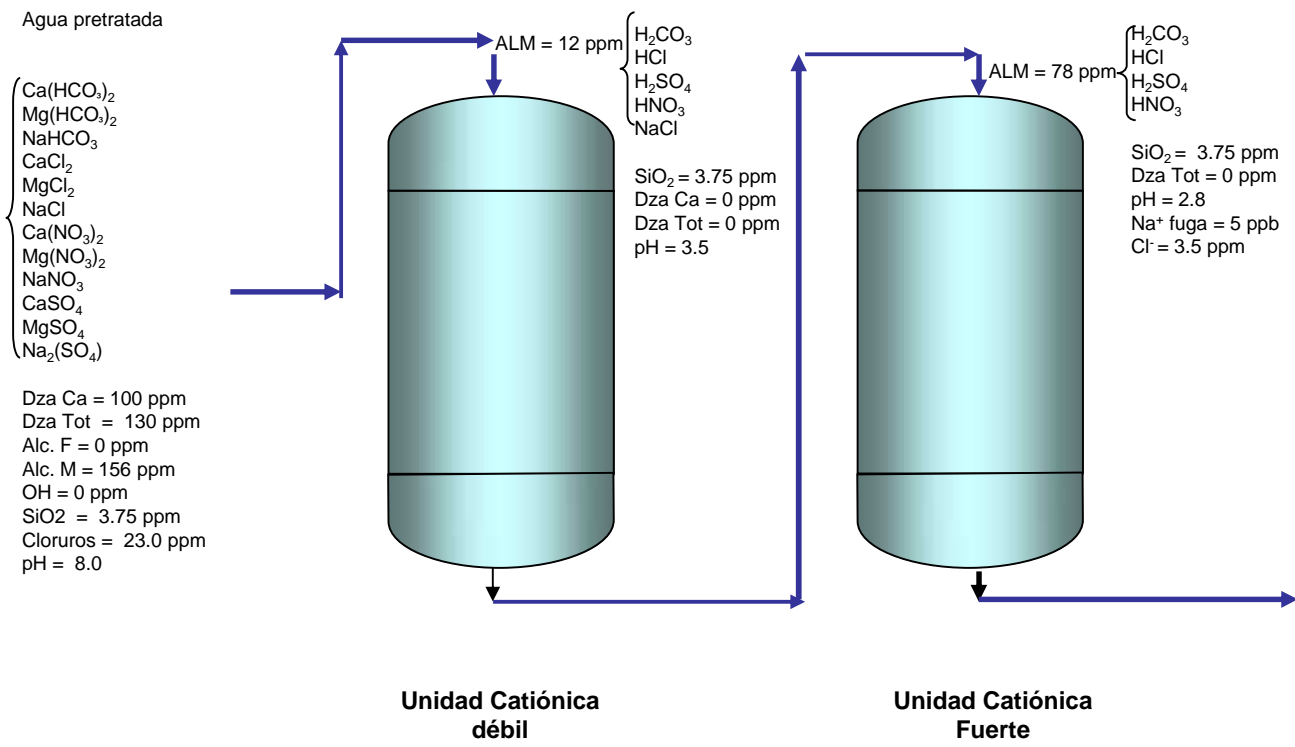 Agua pretratada
Ca(HCO₃)₂
Mg(HCO₃)₂
NaHCO₃
CaCl₂
MgCl₂
NaCl
Ca(NO₃)₂
Mg(NO₃)₂
NaNO₃
CaSO₄
MgSO₄
Na₂(SO₄)
Dza Ca = 100 ppm
Dza Tot = 130 ppm
Alc. F = 0 ppm
Alc. M = 156 ppm
OH = 0 ppm
SiO2 = 3.75 ppm
Cloruros = 23.0 ppm
pH = 8.0
ALM = 12 ppm
H₂CO₃
HCl
H₂SO₄
HNO₃
NaCl
SiO₂ = 3.75 ppm
Dza Ca = 0 ppm
Dza Tot = 0 ppm
pH = 3.5
ALM = 78 ppm
H₂CO₃
HCl
H₂SO₄
HNO₃
SiO₂ = 3.75 ppm
Dza Tot = 0 ppm
pH = 2.8
Na⁺ fuga = 5 ppb
Cl⁻ = 3.5 ppm
Unidad Catiónica
débil
Unidad Catiónica
Fuerte